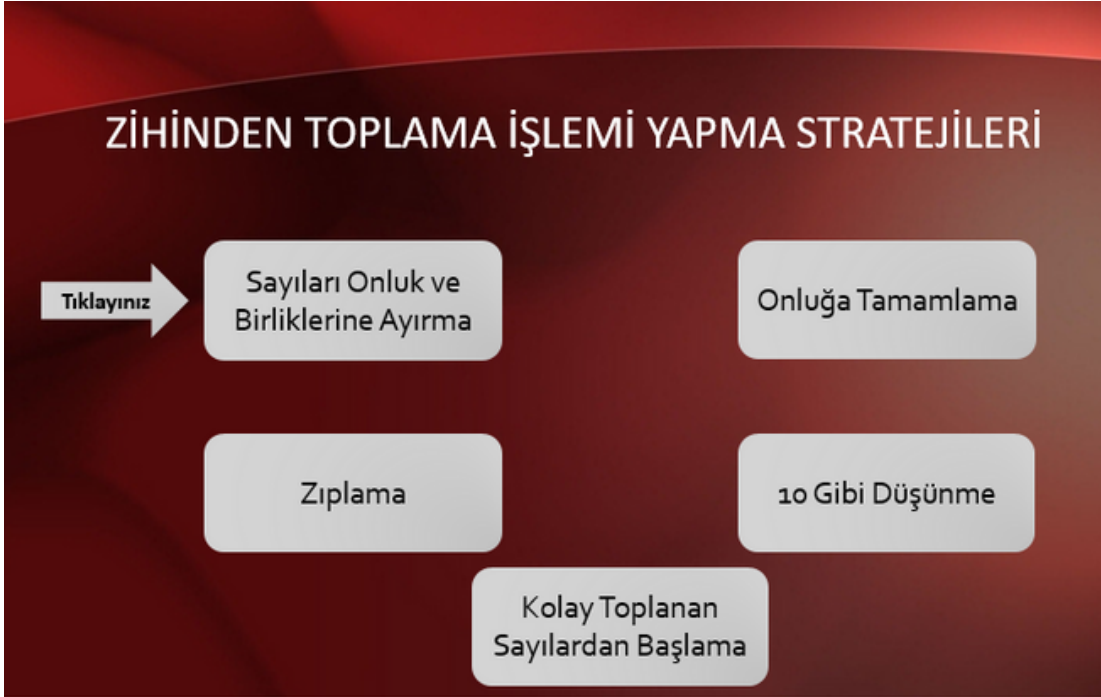 ZİHİNDEN TOPLAMA İŞLEMİ YAPMA STRATEJİLERİ
Tıklayınız
Sayıları Onluk ve
Birliklerine Ayırma
Onluğa Tamamlama
Zıplama
10 Gibi Düşünme
Kolay Toplanan
Sayılardan Başlama